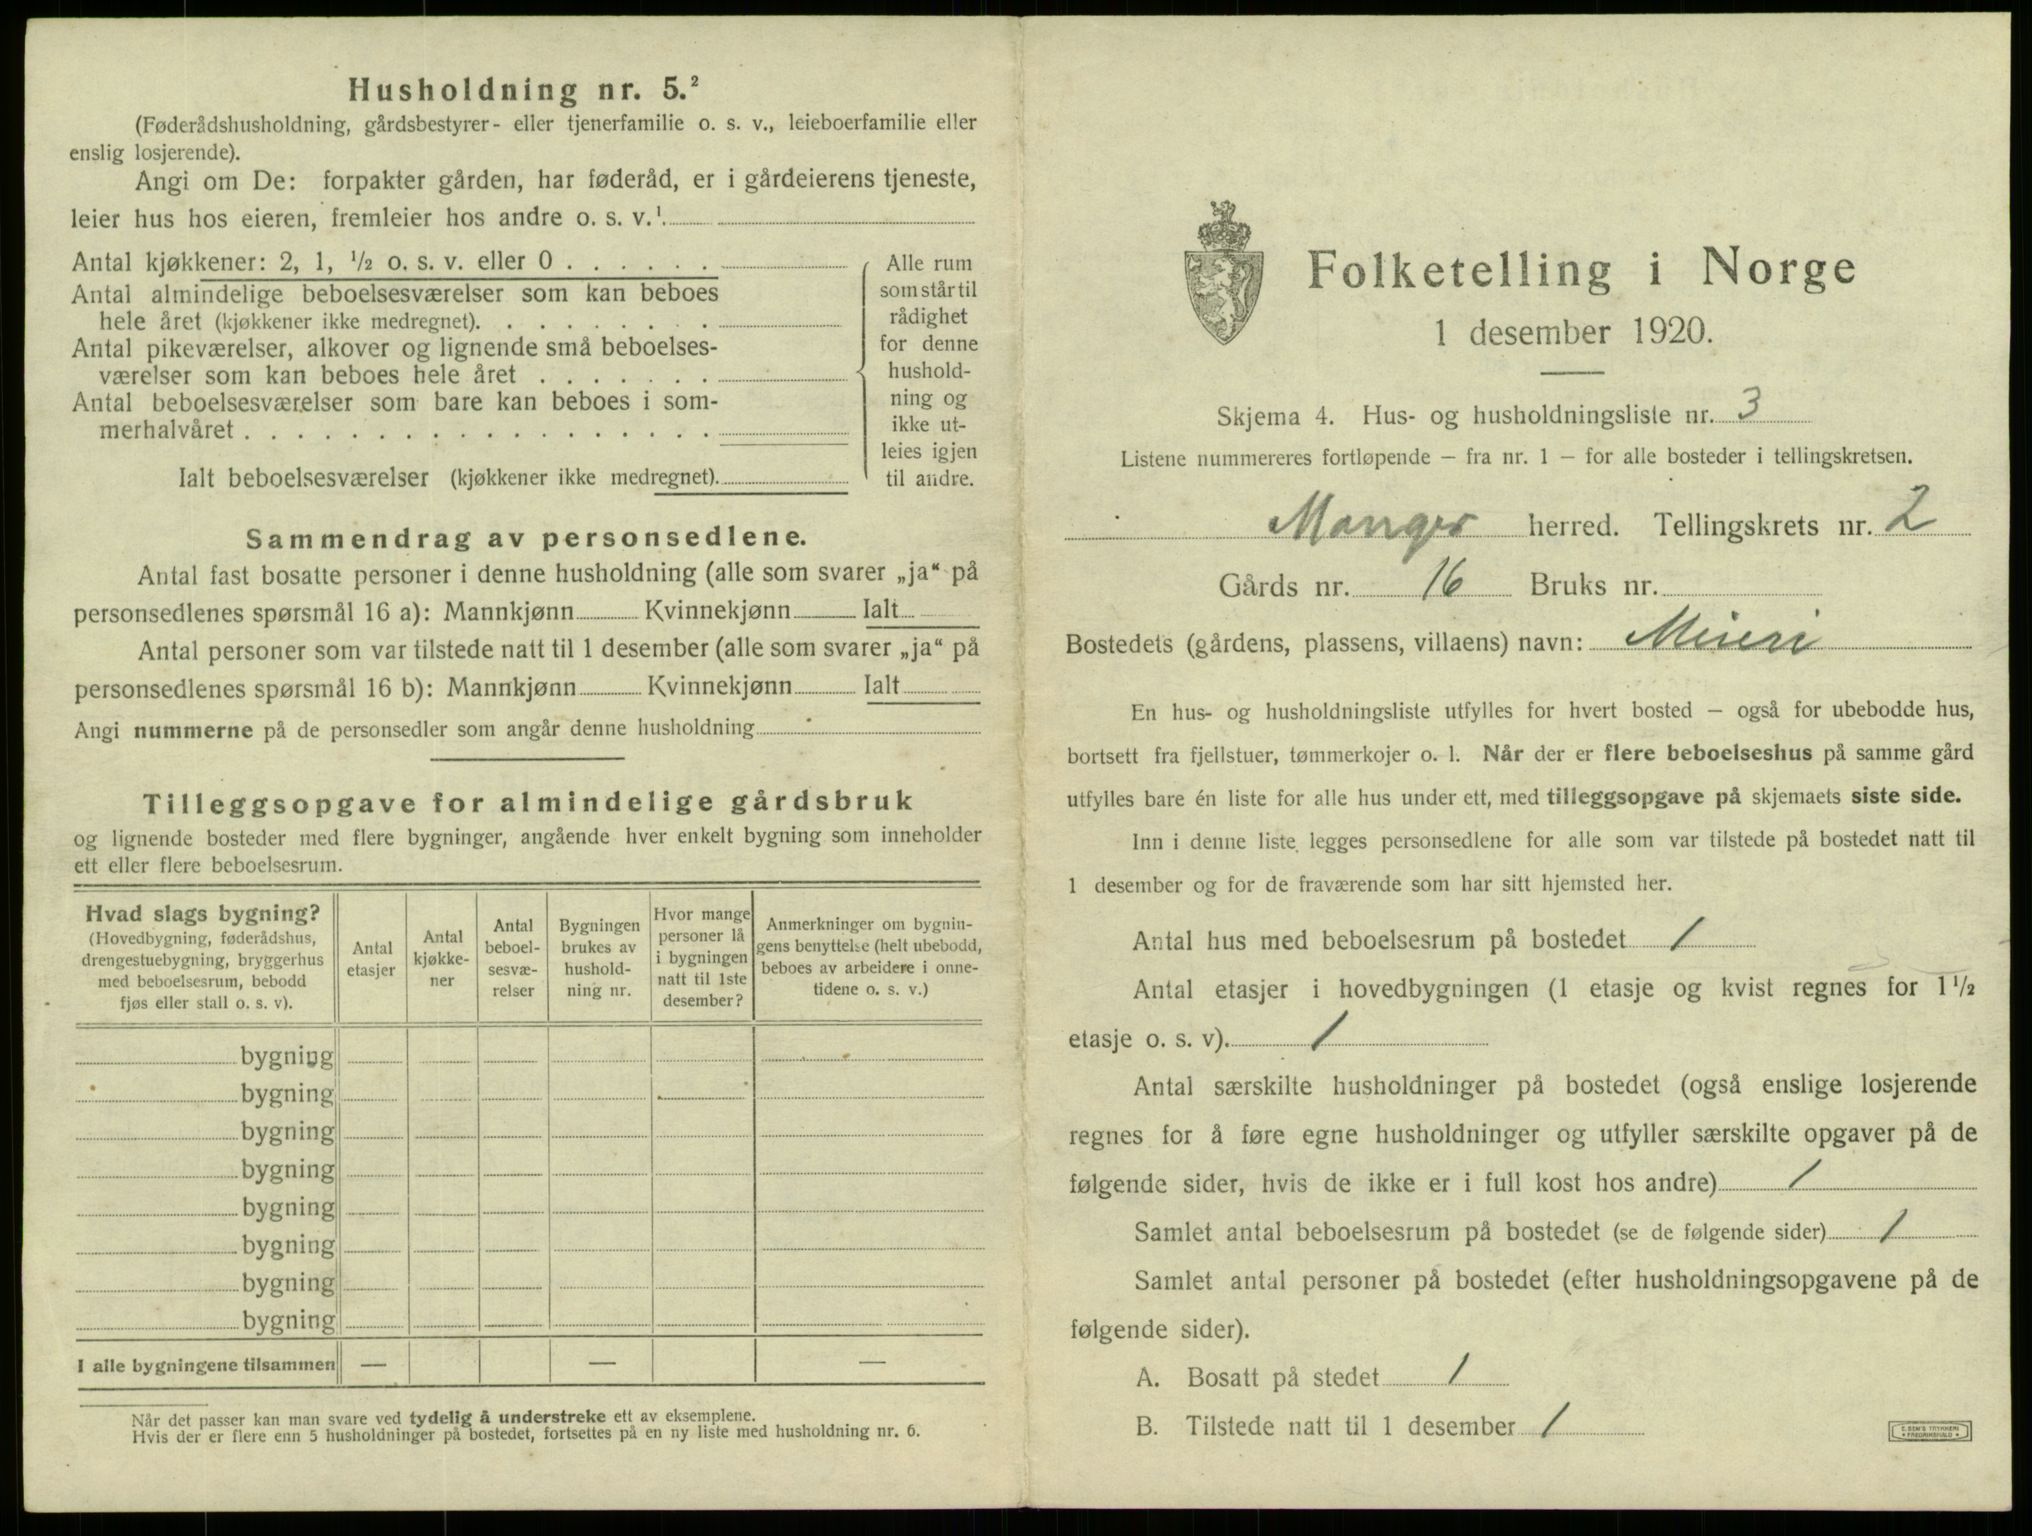 Husholdning nr. 5.²
(Føderådshusholdning, gårdsbestyrer- eller tjenerfamilie o. s. v., leieboerfamilie eller
enslig losjerende).
Angi om De: forpakter gården, har føderåd, er i gårdeierens tjeneste,
leier hus hos eieren, fremleier hos andre o. s. v.¹
Antal kjøkkener: 2, 1, ½ o. s. v. eller 0
Antal almindelige beboelsesværelser som kan beboes
hele året (kjøkkener ikke medregnet)
Antal pikeværelser, alkover og lignende små beboelses-
værelser som kan beboes hele året
Antal beboelsesværelser som bare kan beboes i som-
merhalvåret
Ialt beboelsesværelser (kjøkkener ikke medregnet)
Alle rum
som står til
rådighet
for denne
hushold-
ning og
ikke ut-
leies igjen
til andre.
Sammendrag av personsedlene.
Antal fast bosatte personer i denne husholdning (alle som svarer „ja“ på
personsedlenes spørsmål 16 a): Mannkjønn Kvinnekjønn Ialt
Antal personer som var tilstede natt til 1 desember (alle som svarer „ja“ på
personsedlenes spørsmål 16 b): Mannkjønn Kvinnekjønn Ialt
Angi nummerne på de personsedler som angår denne husholdning
Tilleggsopgave for almindelige gårdsbruk
og lignende bosteder med flere bygninger, angående hver enkelt bygning som inneholder
ett eller flere beboelsesrum.
Hvad slags bygning?
(Hovedbygning, føderådshus,
drengestuebygning, bryggerhus
med beboelsesrum, bebodd
fjøs eller stall o. s. v).
Antal
etasjer
Antal
kjøkke-
ner
Antal
beboel-
sesvæ-
relser
Bygningen
brukes av
hushold-
ning nr.
Hvor mange
personer lå
i bygningen
natt til 1ste
desember?
Anmerkninger om bygnin-
gens benyttelse (helt ubebodd,
beboes av arbeidere i onne-
tidene o. s. v.)
bygning
bygning
bygning
bygning
bygning
bygning
bygning
bygning
I alle bygningene tilsammen — — —
Når det passer kan man svare ved tydelig å understreke ett av eksemplene.
Hvis der er flere enn 5 husholdninger på bostedet, fortsettes på en ny liste med husholdning nr. 6.
Folketelling i Norge
1 desember 1920.
Skjema 4. Hus- og husholdningsliste nr. 3
Listene nummereres fortløpende — fra nr. 1 — for alle bosteder i tellingskretsen.
Manger herred. Tellingskrets nr. 2
Gårds nr. 16 Bruks nr.
Bostedets (gårdens, plassens, villaens) navn: Mieieri
En hus- og husholdningsliste utfylles for hvert bosted — også for ubebodde hus,
bortsett fra fjellstuer, tømmerkojer o. l. Når der er flere beboelseshus på samme gård
utfylles bare én liste for alle hus under ett, med tilleggsopgave på skjemaets siste side.
Inn i denne liste legges personsedlene for alle som var tilstede på bostedet natt til
1 desember og for de fraværende som har sitt hjemsted her.
Antal hus med beboelsesrum på bostedet 1
Antal etasjer i hovedbygningen (1 etasje og kvist regnes for 1½
etasje o. s. v). 1
Antal særskilte husholdninger på bostedet (også enslige losjerende
regnes for å føre egne husholdninger og utfyller særskilte opgaver på de
følgende sider, hvis de ikke er i full kost hos andre) 1
Samlet antal beboelsesrum på bostedet (se de følgende sider) 1
Samlet antal personer på bostedet (efter husholdningsopgavene på de
følgende sider).
A. Bosatt på stedet 1
B. Tilstede natt til 1 desember 1